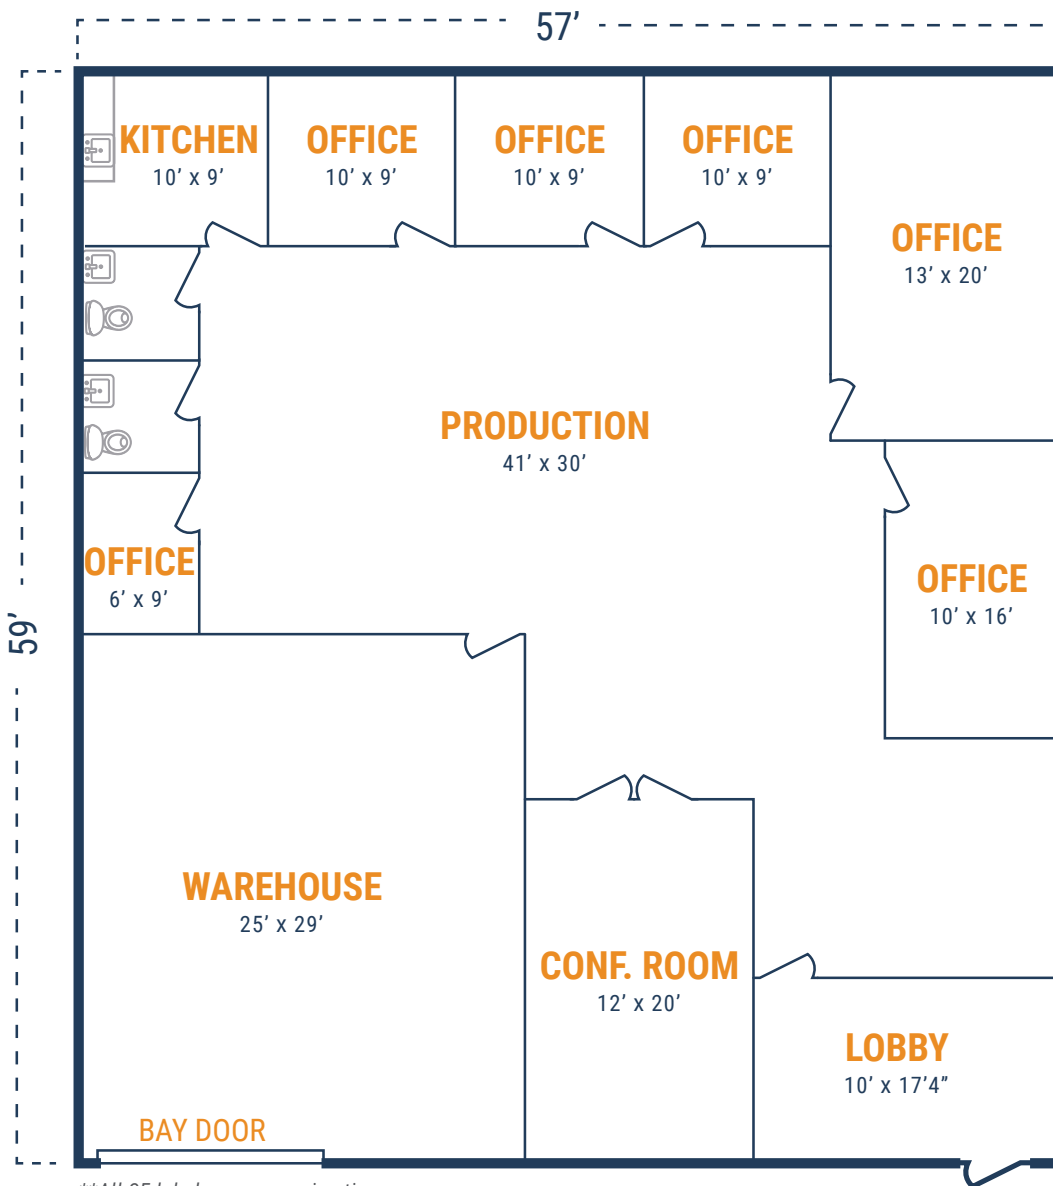 57’
KITCHEN
10’ x 9’
OFFICE
10’ x 9’
OFFICE
10’ x 9’
OFFICE
10’ x 9’
OFFICE
13’ x 20’
PRODUCTION
41’ x 30’
OFFICE
6’ x 9’
OFFICE
10’ x 16’
59’
WAREHOUSE
25’ x 29’
CONF. ROOM
12’ x 20’
LOBBY
10’ x 17’4”
BAY DOOR
**All SF